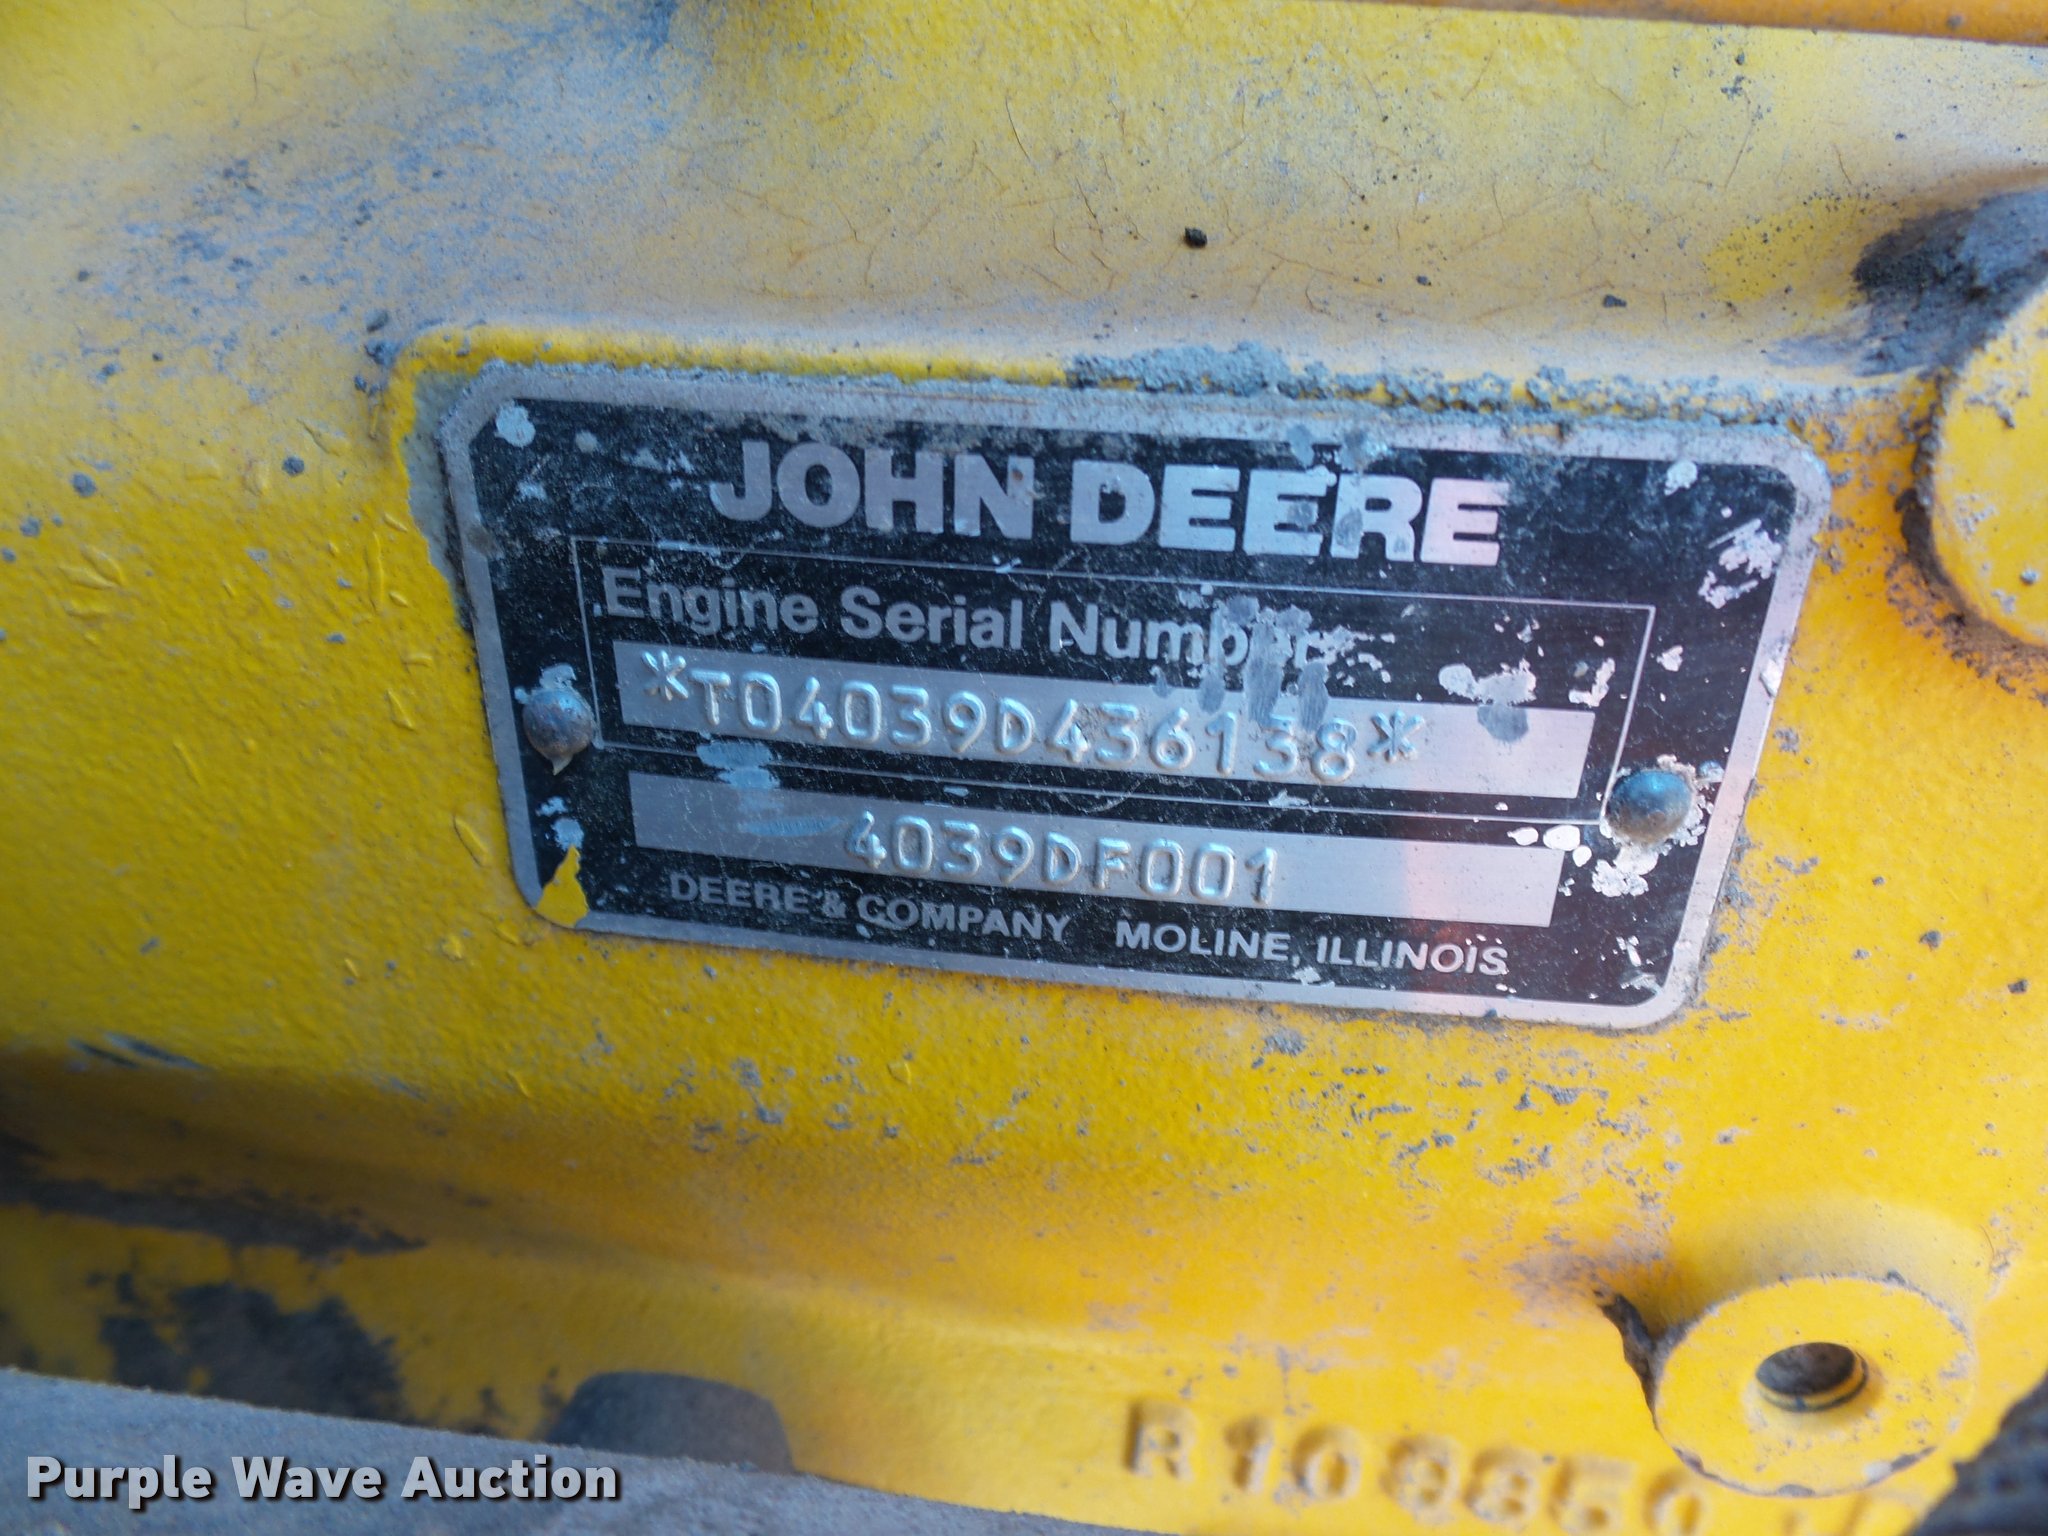 JOHN DEERE
Engine Serial Number
*T04039D436138*
4039DF001
DEERE & COMPANY MOLINE, ILLINOIS
Purple Wave Auction